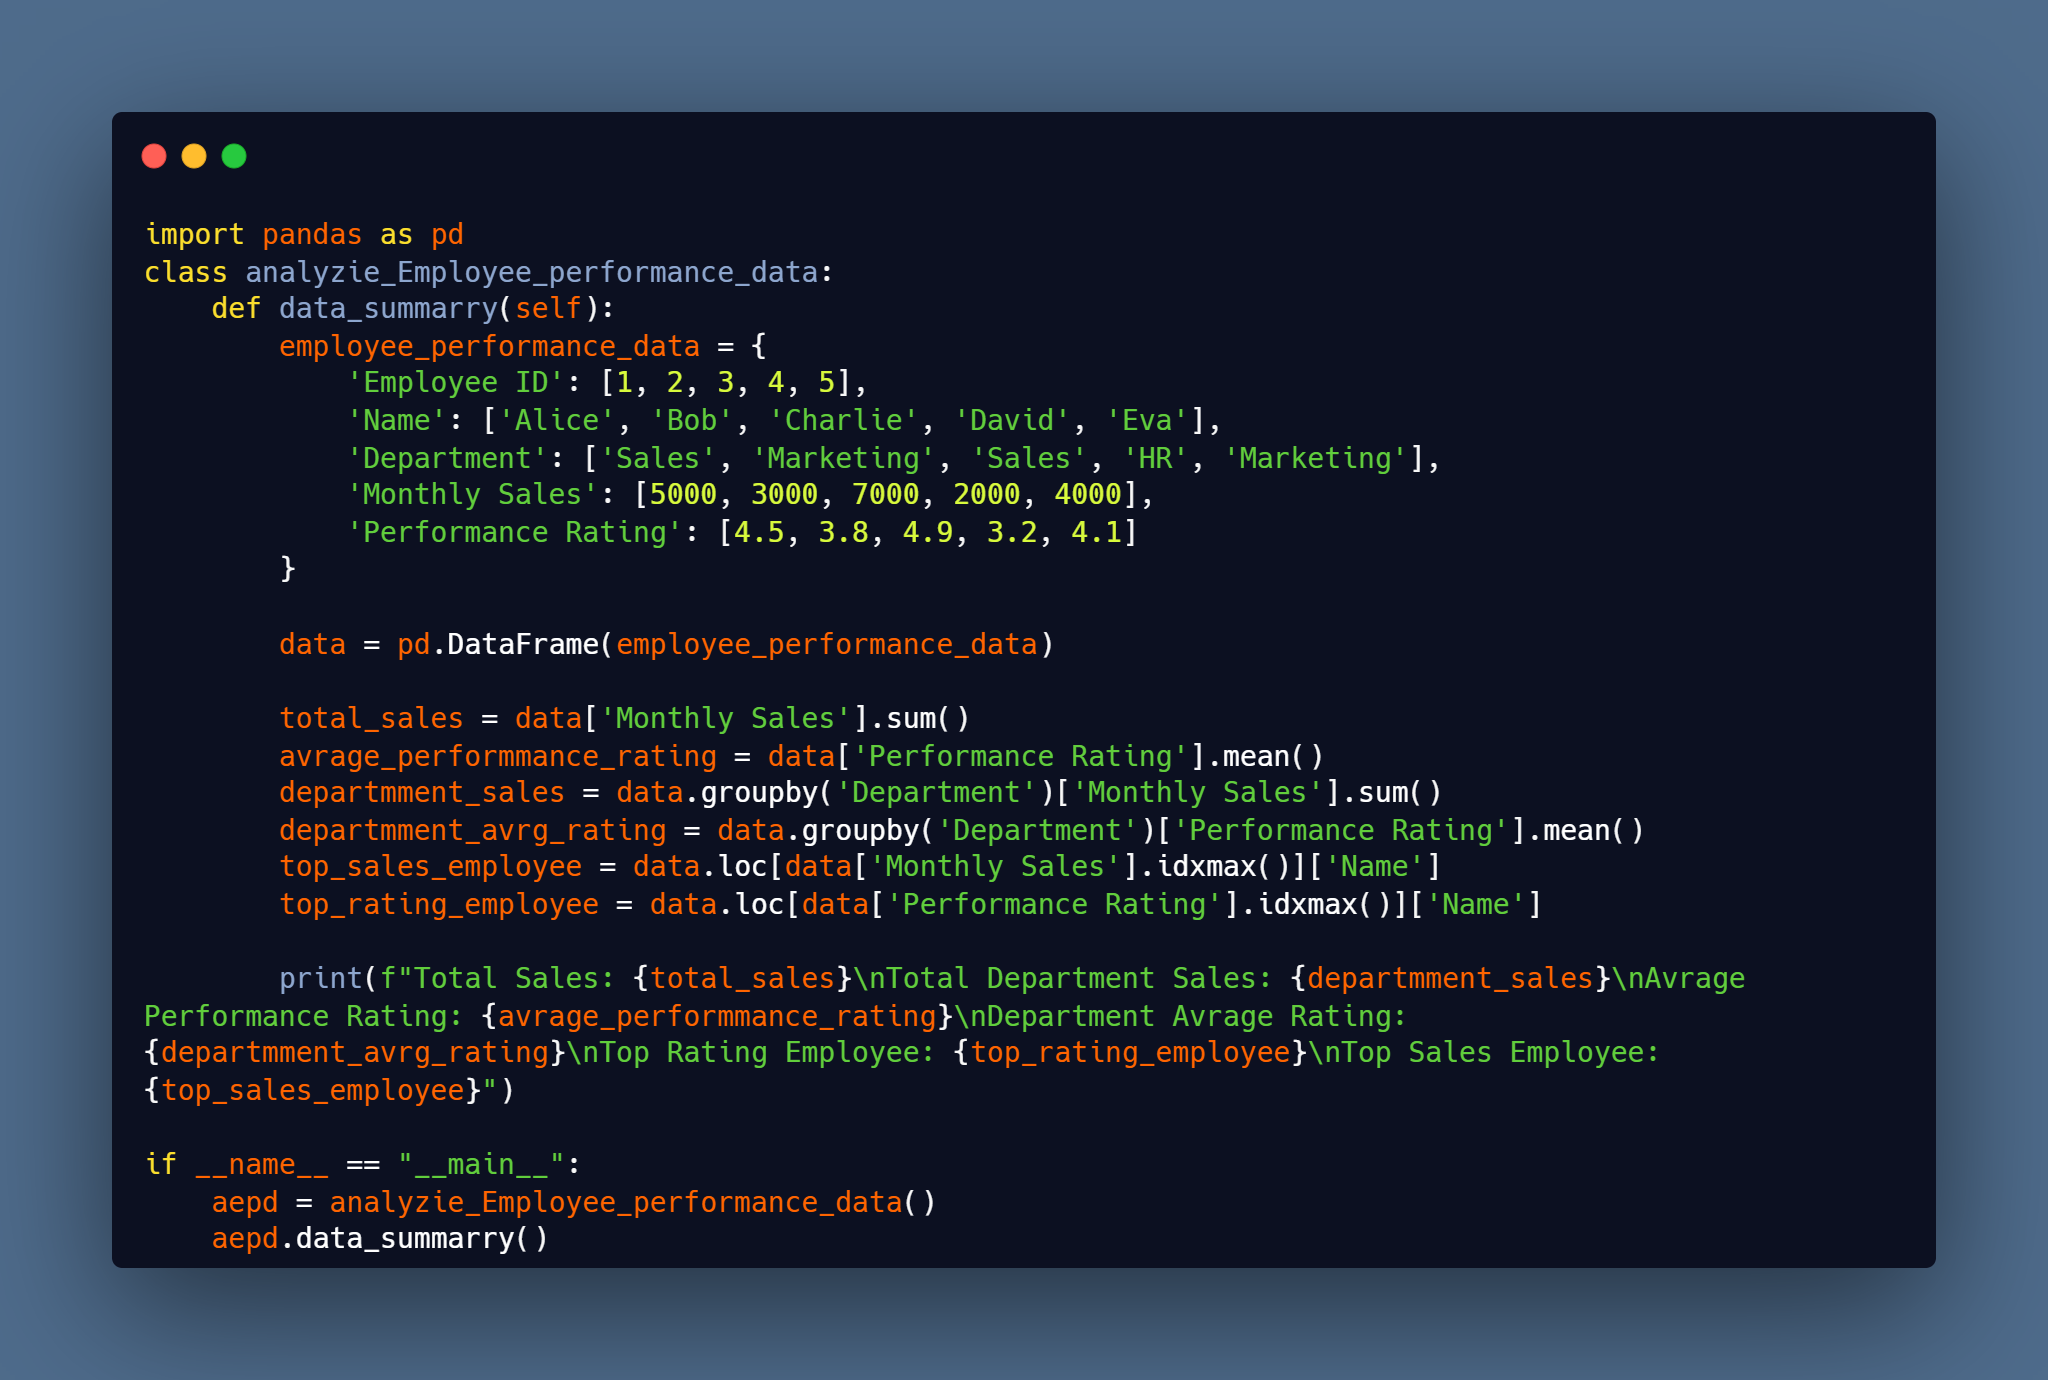 import pandas as pd
class analyzie_Employee_performance_data:
    def data_summarry(self):
        employee_performance_data = {
            'Employee ID': [1, 2, 3, 4, 5],
            'Name': ['Alice', 'Bob', 'Charlie', 'David', 'Eva'],
            'Department': ['Sales', 'Marketing', 'Sales', 'HR', 'Marketing'],
            'Monthly Sales': [5000, 3000, 7000, 2000, 4000],
            'Performance Rating': [4.5, 3.8, 4.9, 3.2, 4.1]
        }

        data = pd.DataFrame(employee_performance_data)

        total_sales = data['Monthly Sales'].sum()
        avrage_performmance_rating = data['Performance Rating'].mean()
        departmment_sales = data.groupby('Department')['Monthly Sales'].sum()
        departmment_avrg_rating = data.groupby('Department')['Performance Rating'].mean()
        top_sales_employee = data.loc[data['Monthly Sales'].idxmax()]['Name']
        top_rating_employee = data.loc[data['Performance Rating'].idxmax()]['Name']

        print(f"Total Sales: {total_sales}\nTotal Department Sales: {departmment_sales}\nAvrage
Performance Rating: {avrage_performmance_rating}\nDepartment Avrage Rating:
{departmment_avrg_rating}\nTop Rating Employee: {top_rating_employee}\nTop Sales Employee:
{top_sales_employee}")

if __name__ == "__main__":
    aepd = analyzie_Employee_performance_data()
    aepd.data_summarry()